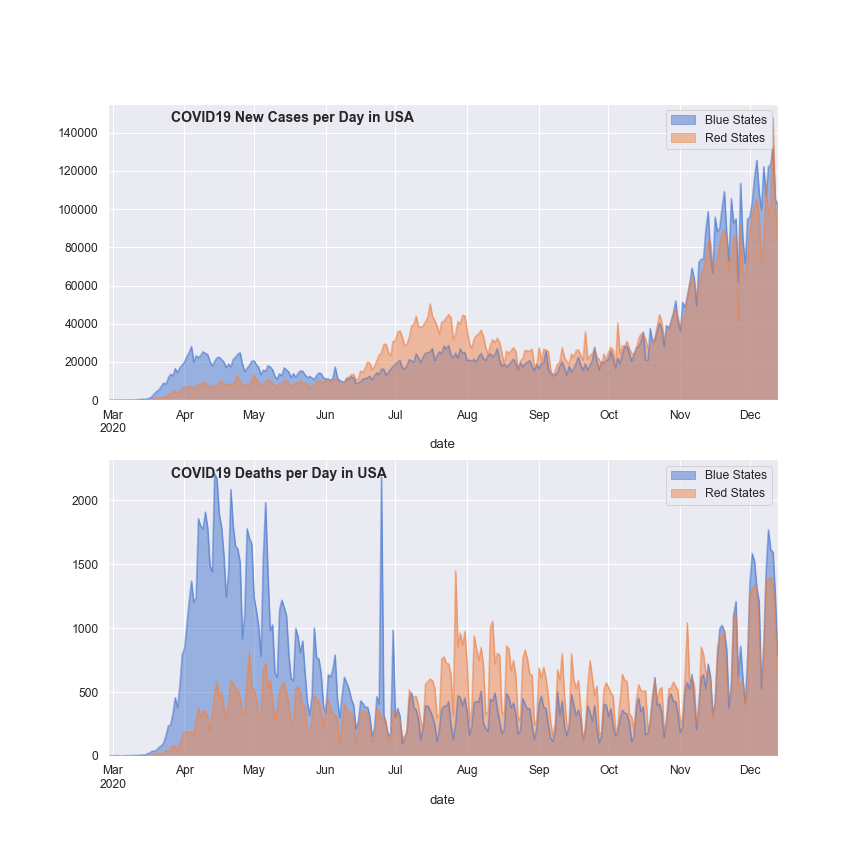 COVID19 New Cases per Day in USA
Blue States
Red States
140000
120000
100000
80000
60000
40000
20000
0
Mar Apr May Jun Jul Aug Sep Oct Nov Dec
2020
date
COVID19 Deaths per Day in USA
Blue States
Red States
2000
1500
1000
500
0
Mar Apr May Jun Jul Aug Sep Oct Nov Dec
2020
date